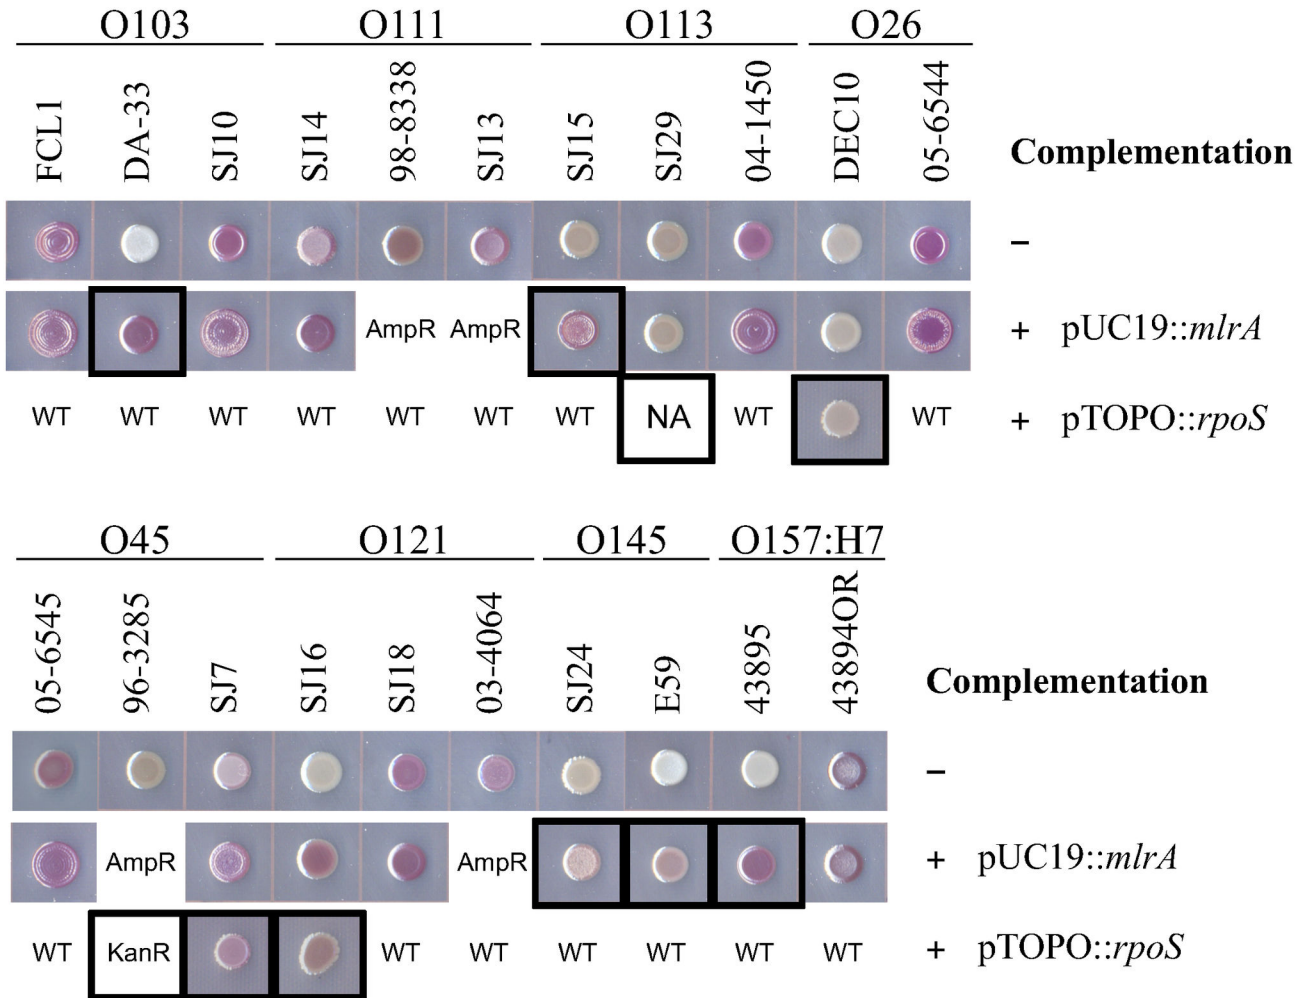 O103 O111 O113 O26
FCL1 DA-33 SJ10 SJ14 98-8338 SJ13 SJ15 SJ29 04-1450 DEC10 05-6544
Complementation
–
AmpR AmpR + pUC19::mlrA
WT WT WT WT WT WT WT NA WT WT + pTOPO::rpoS
O45 O121 O145 O157:H7
05-6545 96-3285 SJ7 SJ16 SJ18 03-4064 SJ24 E59 43895 43894OR
Complementation
–
AmpR AmpR + pUC19::mlrA
WT KanR WT WT WT WT WT WT + pTOPO::rpoS